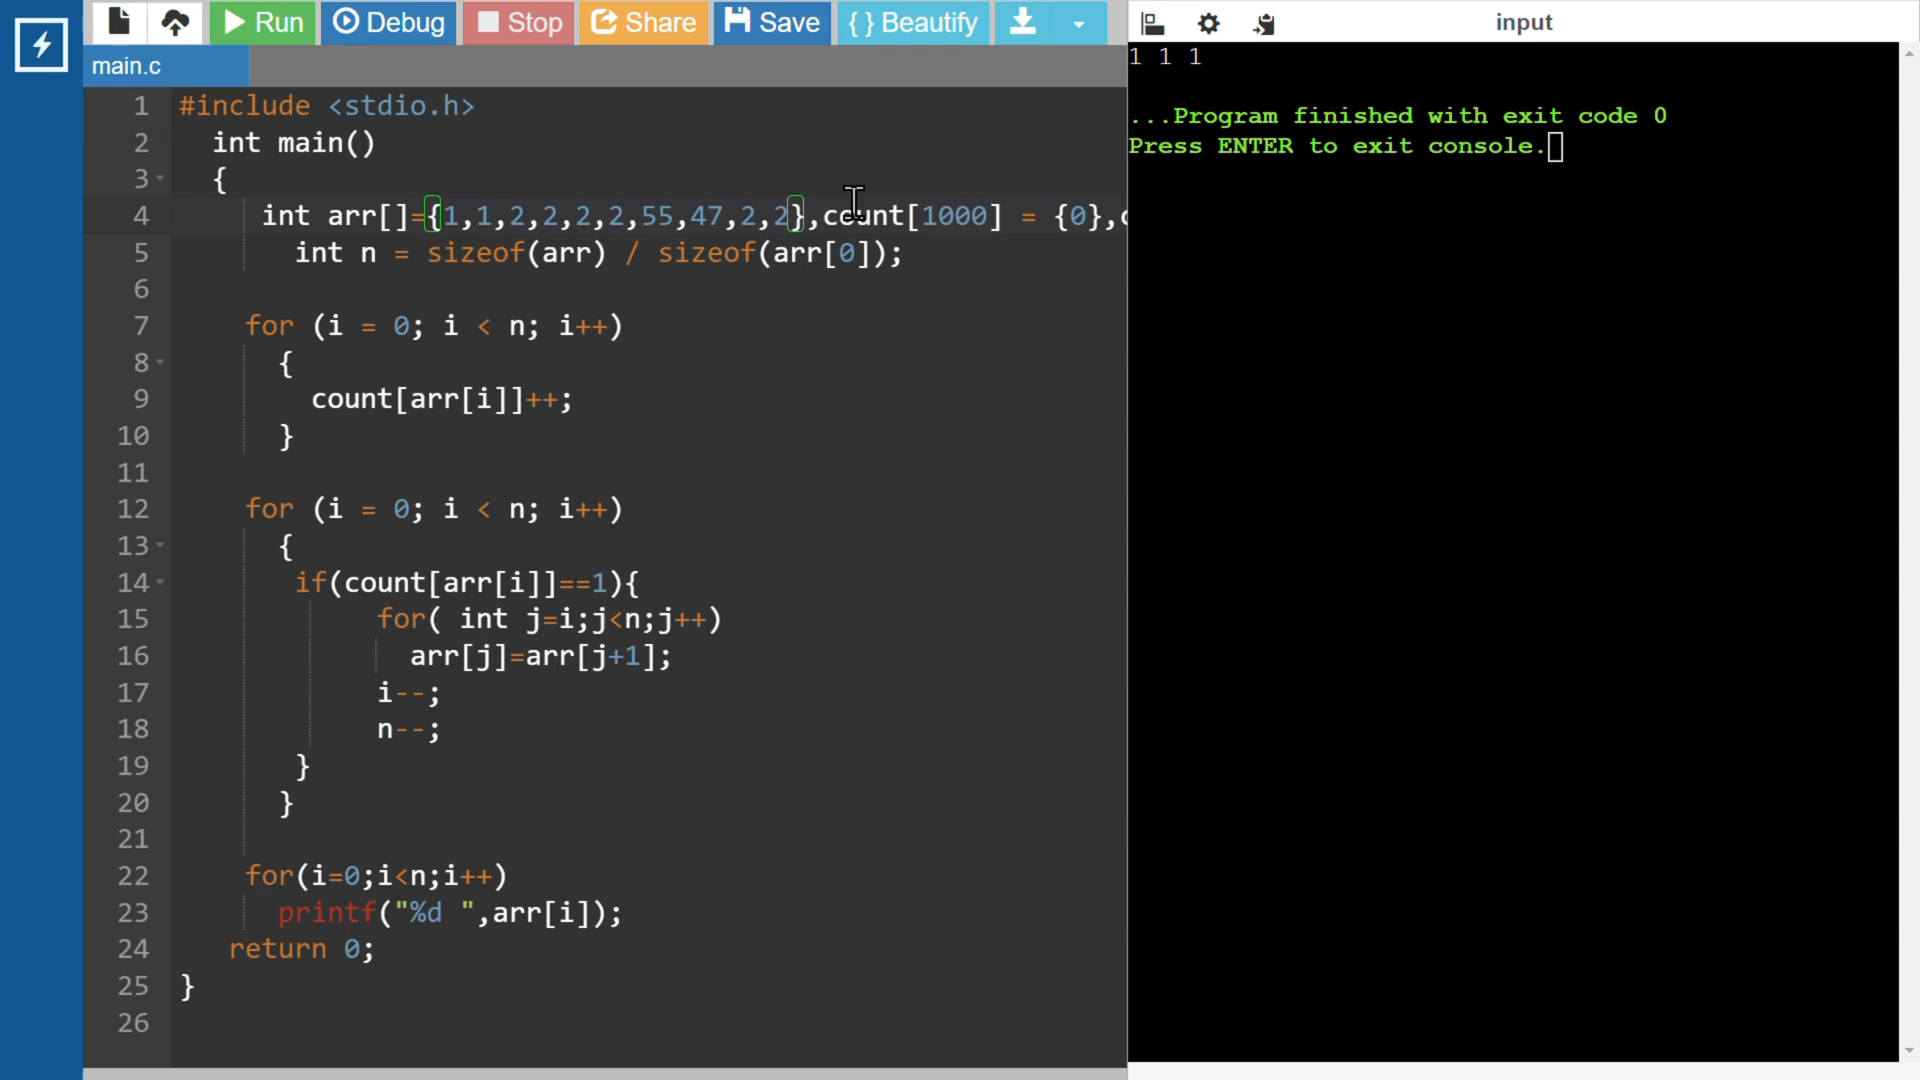 Run Debug Stop Share Save { } Beautify
input
main.c
1 #include <stdio.h>
2 int main()
3 {
4 int arr[]={1,1,2,2,2,2,55,47,2,2},count[1000] = {0},c
5 int n = sizeof(arr) / sizeof(arr[0]);
6
7 for (i = 0; i < n; i++)
8 {
9 count[arr[i]]++;
10 }
11
12 for (i = 0; i < n; i++)
13 {
14 if(count[arr[i]]==1){
15 for( int j=i;j<n;j++)
16 arr[j]=arr[j+1];
17 i--;
18 n--;
19 }
20 }
21
22 for(i=0;i<n;i++)
23 printf("%d ",arr[i]);
24 return 0;
25 }
26
1 1 1
...Program finished with exit code 0
Press ENTER to exit console.